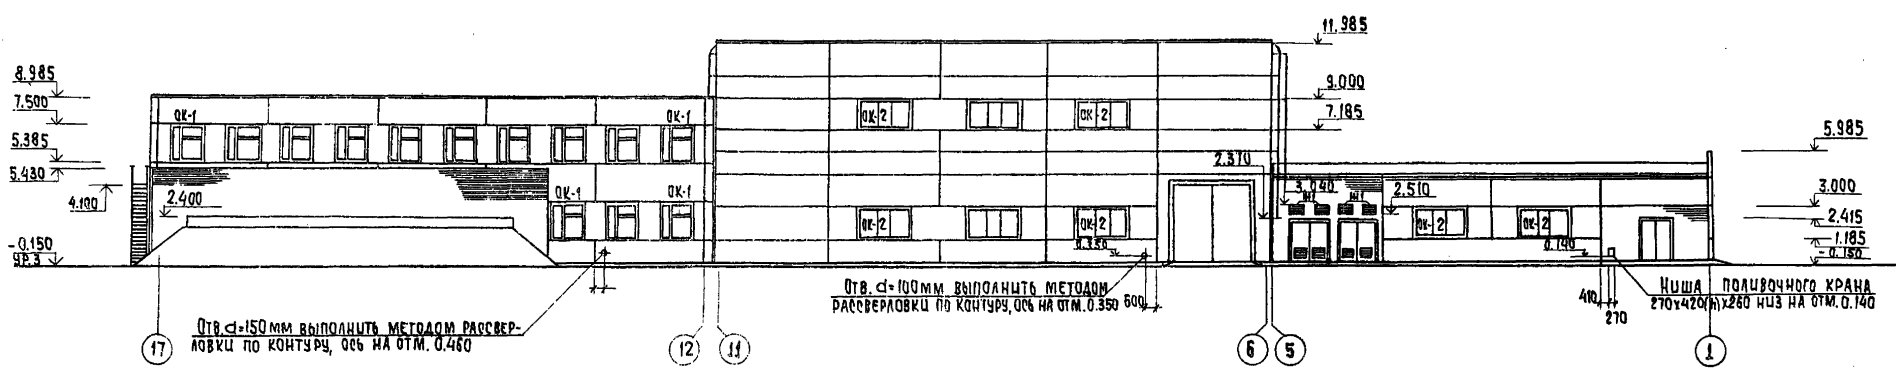 11.985
8.985
7.500
5.385
5.430
4.100
2.400
-0.150
УР.З
ОК-1
ОК-1
ОК-1
ОК-1
9.000
7.185
ОК-2
ОК-2
ОК-2
ОК-2
0.350
2.370
3.040
2.510
ОК-2
ОК-2
0.140
5.985
3.000
2.415
1.185
-0.150
Отв. d=150мм выполнить методом рассвер-
ловки по контуру, ось на отм. 0.460
Отв. d=100мм выполнить методом
рассверловки по контуру, ось на отм. 0.350
600
410
270
Ниша поливочного крана
270х420(h)х260 низ на отм. 0.140
17
12
11
6
5
1